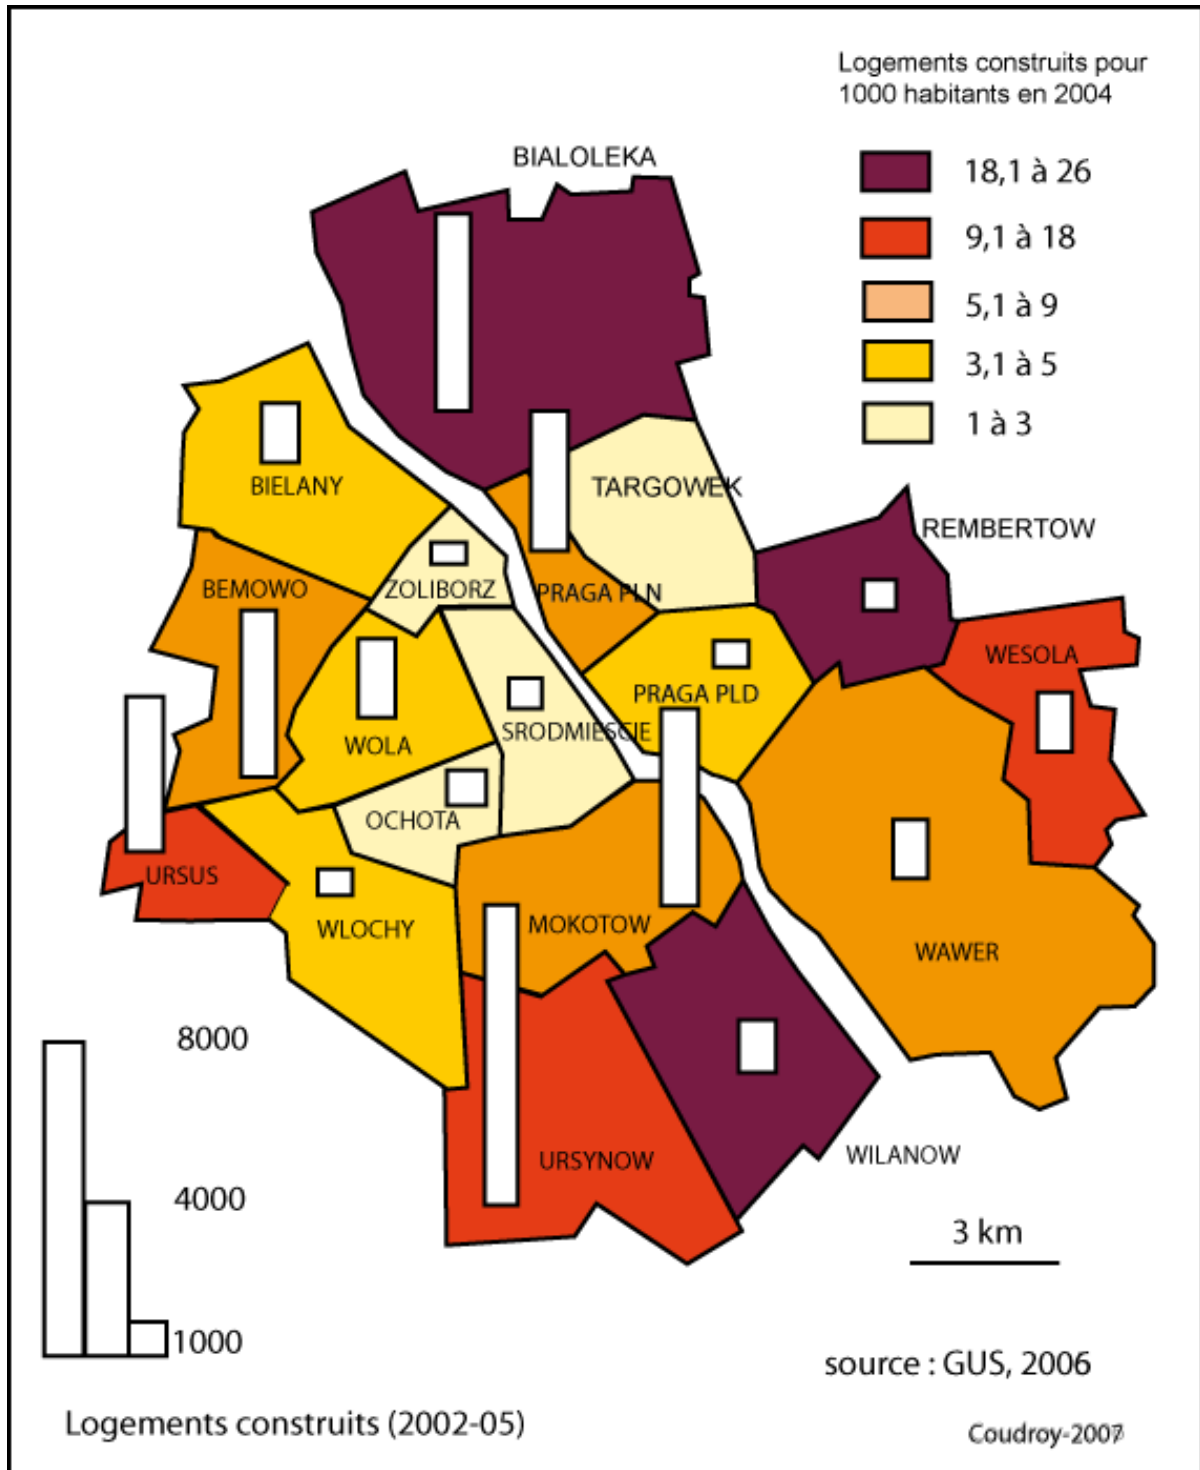 Logements construits pour
1000 habitants en 2004
18,1 à 26
9,1 à 18
5,1 à 9
3,1 à 5
1 à 3
BIALOLEKA
TARGOWEK
BIELANY
REMBERTOW
BEMOWO
ZOLIBORZ
PRAGA PLN
WESOLA
PRAGA PLD
WOLA
SRODMIESCIE
OCHOTA
URSUS
WLOCHY
MOKOTOW
WAWER
URSYNOW
WILANOW
8000
4000
1000
3 km
source : GUS, 2006
Logements construits (2002-05)
Coudroy-2007